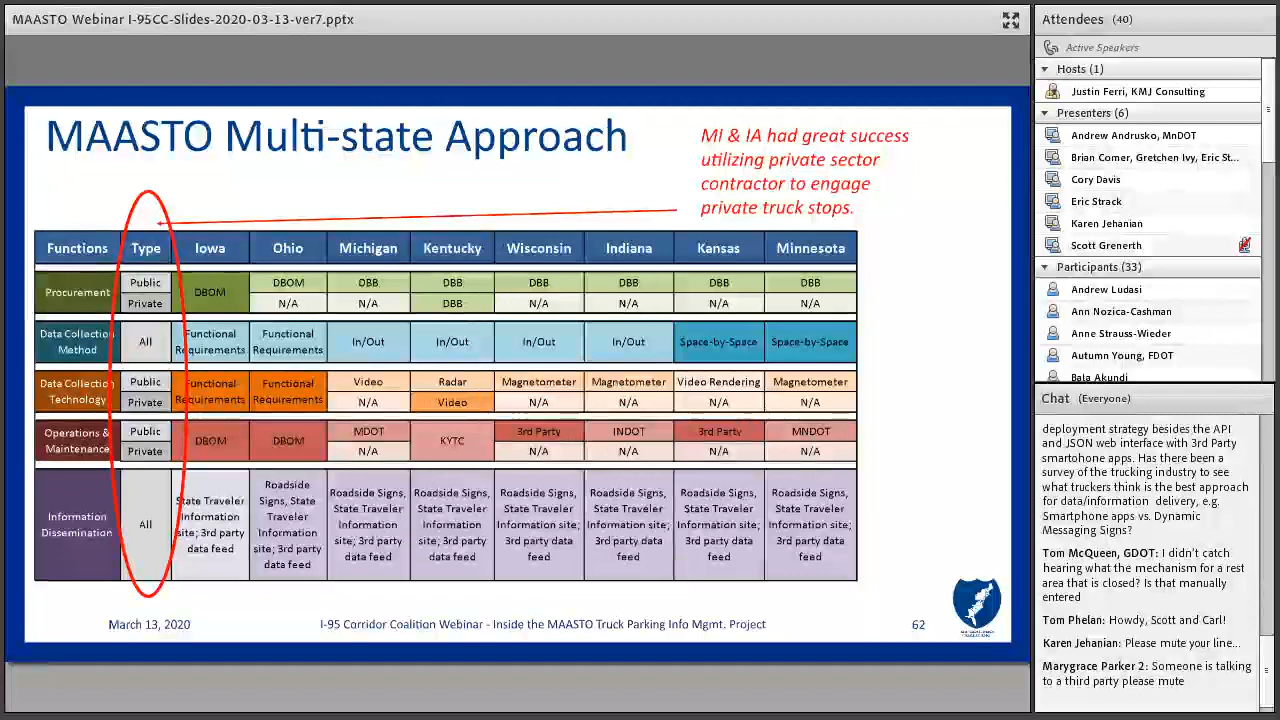 MAASTO Webinar I-95CC-Slides-2020-03-13-ver7.pptx
MAASTO Multi-state Approach
MI & IA had great success
utilizing private sector
contractor to engage
private truck stops.
Functions Type Iowa Ohio Michigan Kentucky Wisconsin Indiana Kansas Minnesota
Procurement
Public
Private
DBOM
DBOM DBB DBB DBB DBB DBB DBB
N/A N/A DBB N/A N/A N/A N/A
Data Collection
Method
All
Functional
Requirements
Functional
Requirements
In/Out In/Out In/Out In/Out Space-by-Space Space-by-Space
Data Collection
Technology
Public
Private
Functional
Requirements
Functional
Requirements
Video Radar Magnetometer Magnetometer Video Rendering Magnetometer
N/A Video N/A N/A N/A N/A
Operations &
Maintenance
Public
Private
DBOM
DBOM
MDOT
N/A
KYTC
3rd Party INDOT 3rd Party MNDOT
N/A N/A N/A N/A
Information
Dissemination
All
State Traveler
Information
site; 3rd party
data feed
Roadside
Signs, State
Traveler
Information
site; 3rd party
data feed
Roadside Signs,
State Traveler
Information site;
3rd party data
feed
Roadside Signs,
State Traveler
Information site;
3rd party data
feed
Roadside Signs,
State Traveler
Information site;
3rd party data
feed
Roadside Signs,
State Traveler
Information site;
3rd party data
feed
Roadside Signs,
State Traveler
Information site;
3rd party data
feed
Roadside Signs,
State Traveler
Information site;
3rd party data
feed
March 13, 2020
I-95 Corridor Coalition Webinar - Inside the MAASTO Truck Parking Info Mgmt. Project
62
Attendees (40)
Active Speakers
Hosts (1)
Justin Ferri, KMJ Consulting
Presenters (6)
Andrew Andrusko, MnDOT
Brian Comer, Gretchen Ivy, Eric St...
Cory Davis
Eric Strack
Karen Jehanian
Scott Grenerth
Participants (33)
Andrew Ludasi
Ann Nozica-Cashman
Anne Strauss-Wieder
Autumn Young, FDOT
Bala Akundi
Chat (Everyone)
deployment strategy besides the API
and JSON web interface with 3rd Party
smartohone apps. Has there been a
survey of the trucking industry to see
what truckers think is the best approach
for data/information delivery, e.g.
Smartphone apps vs. Dynamic
Messaging Signs?
Tom McQueen, GDOT: I didn't catch
hearing what the mechanism for a rest
area that is closed? Is that manually
entered
Tom Phelan: Howdy, Scott and Carl!
Karen Jehanian: Please mute your line...
Marygrace Parker 2: Someone is talking
to a third party please mute